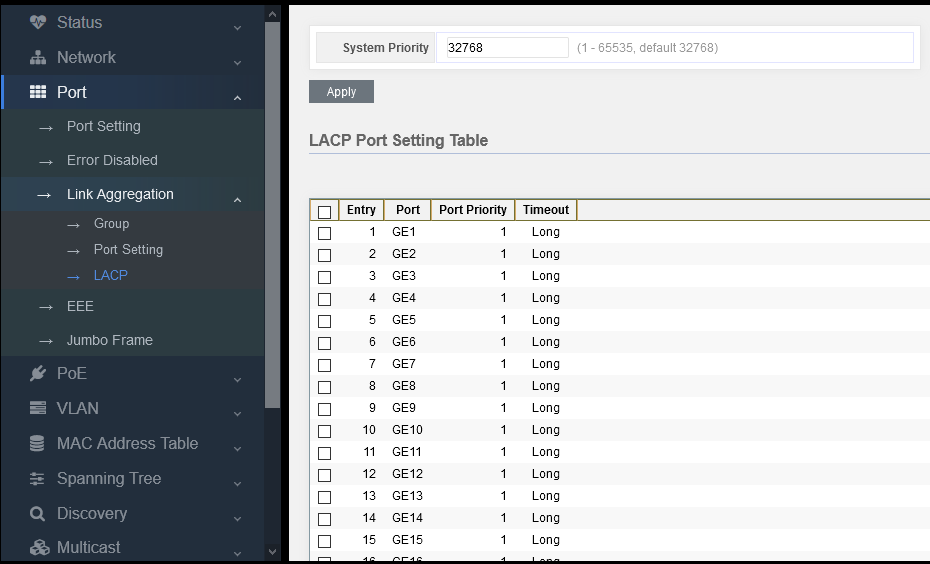 Status
Network
Port
Port Setting
Error Disabled
Link Aggregation
Group
Port Setting
LACP
EEE
Jumbo Frame
PoE
VLAN
MAC Address Table
Spanning Tree
Discovery
Multicast
System Priority 32768 (1 - 65535, default 32768)
Apply
LACP Port Setting Table
Entry Port Port Priority Timeout
1 GE1 1 Long
2 GE2 1 Long
3 GE3 1 Long
4 GE4 1 Long
5 GE5 1 Long
6 GE6 1 Long
7 GE7 1 Long
8 GE8 1 Long
9 GE9 1 Long
10 GE10 1 Long
11 GE11 1 Long
12 GE12 1 Long
13 GE13 1 Long
14 GE14 1 Long
15 GE15 1 Long
16 GE16 1 Long